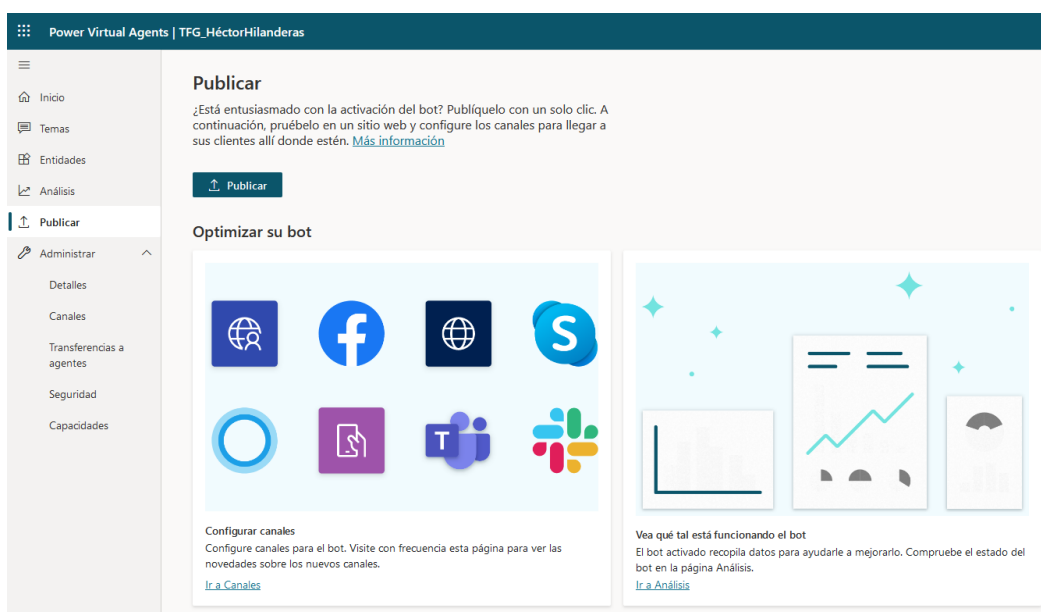 Power Virtual Agents | TFG_HéctorHilanderas
Inicio
Temas
Entidades
Análisis
Publicar
Administrar
Detalles
Canales
Transferencias a
agentes
Seguridad
Capacidades
Publicar
¿Está entusiasmado con la activación del bot? Publíquelo con un solo clic. A
continuación, pruébelo en un sitio web y configure los canales para llegar a
sus clientes allí donde estén. Más información
Publicar
Optimizar su bot
S
T
Configurar canales
Configure canales para el bot. Visite con frecuencia esta página para ver las
novedades sobre los nuevos canales.
Ir a Canales
Vea qué tal está funcionando el bot
El bot activado recopila datos para ayudarle a mejorarlo. Compruebe el estado del
bot en la página Análisis.
Ir a Análisis